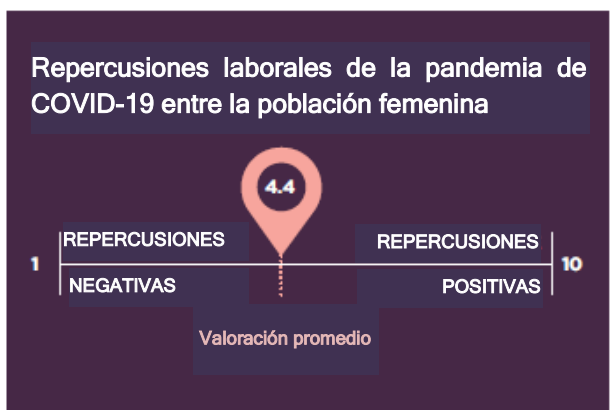 Repercusiones laborales de la pandemia de
COVID-19 entre la población femenina
4.4
REPERCUSIONES
REPERCUSIONES
1
10
NEGATIVAS
POSITIVAS
Valoración promedio